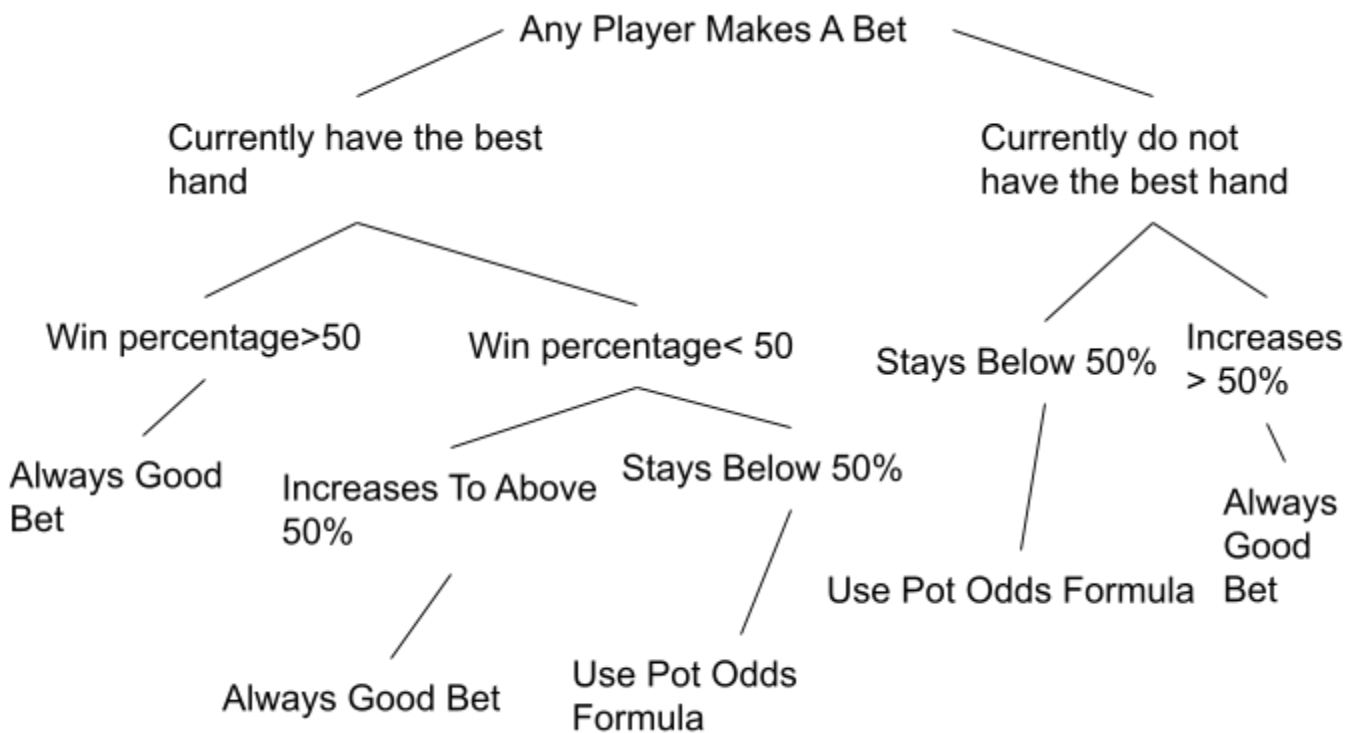 Any Player Makes A Bet
Currently have the best
hand
Currently do not
have the best hand
Win percentage>50
Win percentage< 50
Stays Below 50%
Increases
> 50%
Always Good
Bet
Increases To Above
50%
Stays Below 50%
Always
Good
Bet
Use Pot Odds Formula
Always Good Bet
Use Pot Odds
Formula